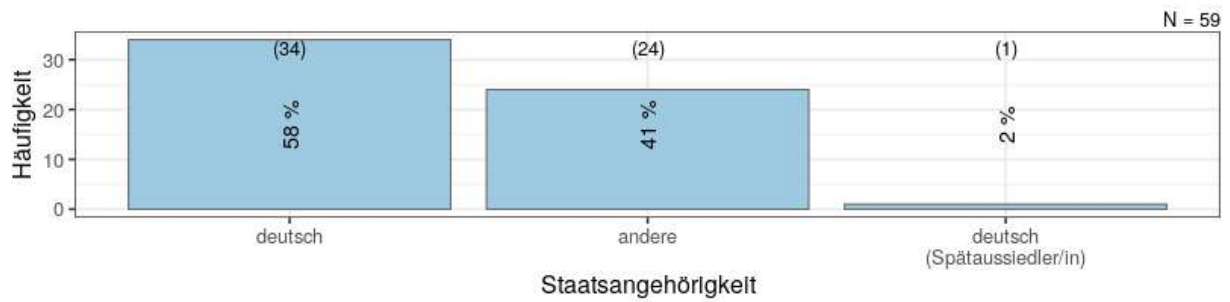 N = 59
Häufigkeit
30
20
10
0
(34)
(24)
(1)
58 %
41 %
2 %
deutsch
andere
deutsch
(Spätaussiedler/in)
Staatsangehörigkeit